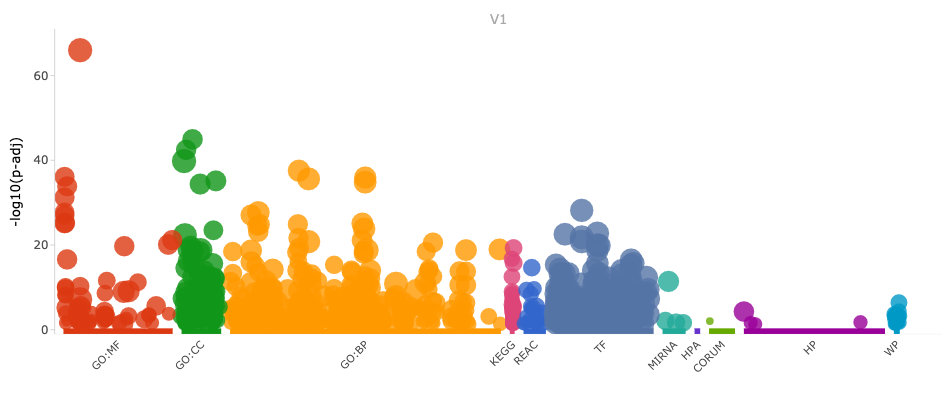 V1
-log10(p-adj)
60
40
20
0
GO:MF
GO:CC
GO:BP
KEGG
REAC
TF
MIRNA
HPA
CORUM
HP
WP